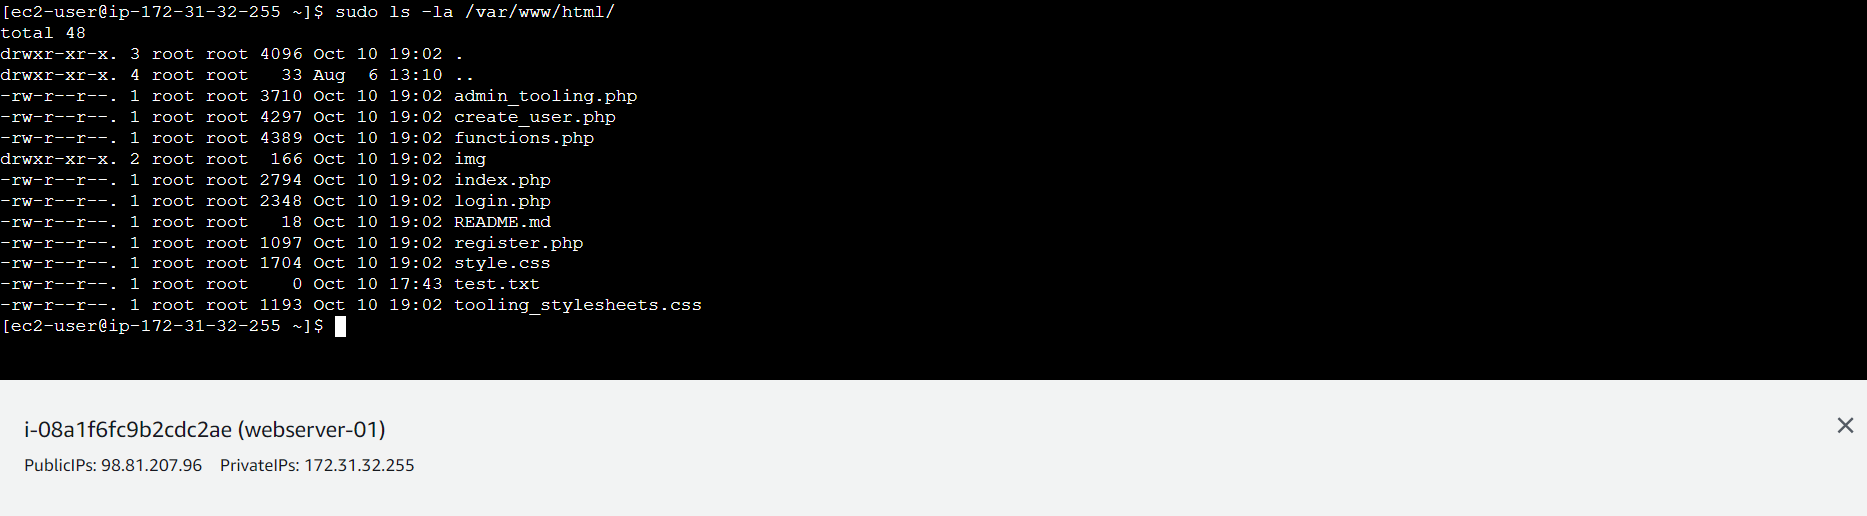 [ec2-user@ip-172-31-32-255 ~]$ sudo ls -la /var/www/html/
total 48
drwxr-xr-x. 3 root root 4096 Oct 10 19:02 .
drwxr-xr-x. 4 root root   33 Aug  6 13:10 ..
-rw-r--r--. 1 root root 3710 Oct 10 19:02 admin_tooling.php
-rw-r--r--. 1 root root 4297 Oct 10 19:02 create_user.php
-rw-r--r--. 1 root root 4389 Oct 10 19:02 functions.php
drwxr-xr-x. 2 root root  166 Oct 10 19:02 img
-rw-r--r--. 1 root root 2794 Oct 10 19:02 index.php
-rw-r--r--. 1 root root 2348 Oct 10 19:02 login.php
-rw-r--r--. 1 root root   18 Oct 10 19:02 README.md
-rw-r--r--. 1 root root 1097 Oct 10 19:02 register.php
-rw-r--r--. 1 root root 1704 Oct 10 19:02 style.css
-rw-r--r--. 1 root root    0 Oct 10 17:43 test.txt
-rw-r--r--. 1 root root 1193 Oct 10 19:02 tooling_stylesheets.css
[ec2-user@ip-172-31-32-255 ~]$
i-08a1f6fc9b2cdc2ae (webserver-01)
PublicIPs: 98.81.207.96   PrivateIPs: 172.31.32.255